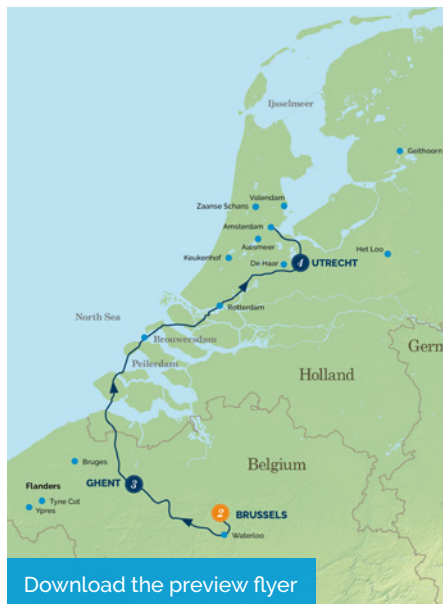 Ijsselmeer
Geithoorn
Volendam
Zaanse Schans
Amsterdam
Aalsmeer
Het Loo
Keukenhof
De Haar
4 UTRECHT
Rotterdam
North Sea
Brouwersdam
Germ
Peilerdam
Holland
Bruges
Belgium
Flanders
GHENT 3
Tyne Cot
Ypres
2 BRUSSELS
Waterloo
Download the preview flyer